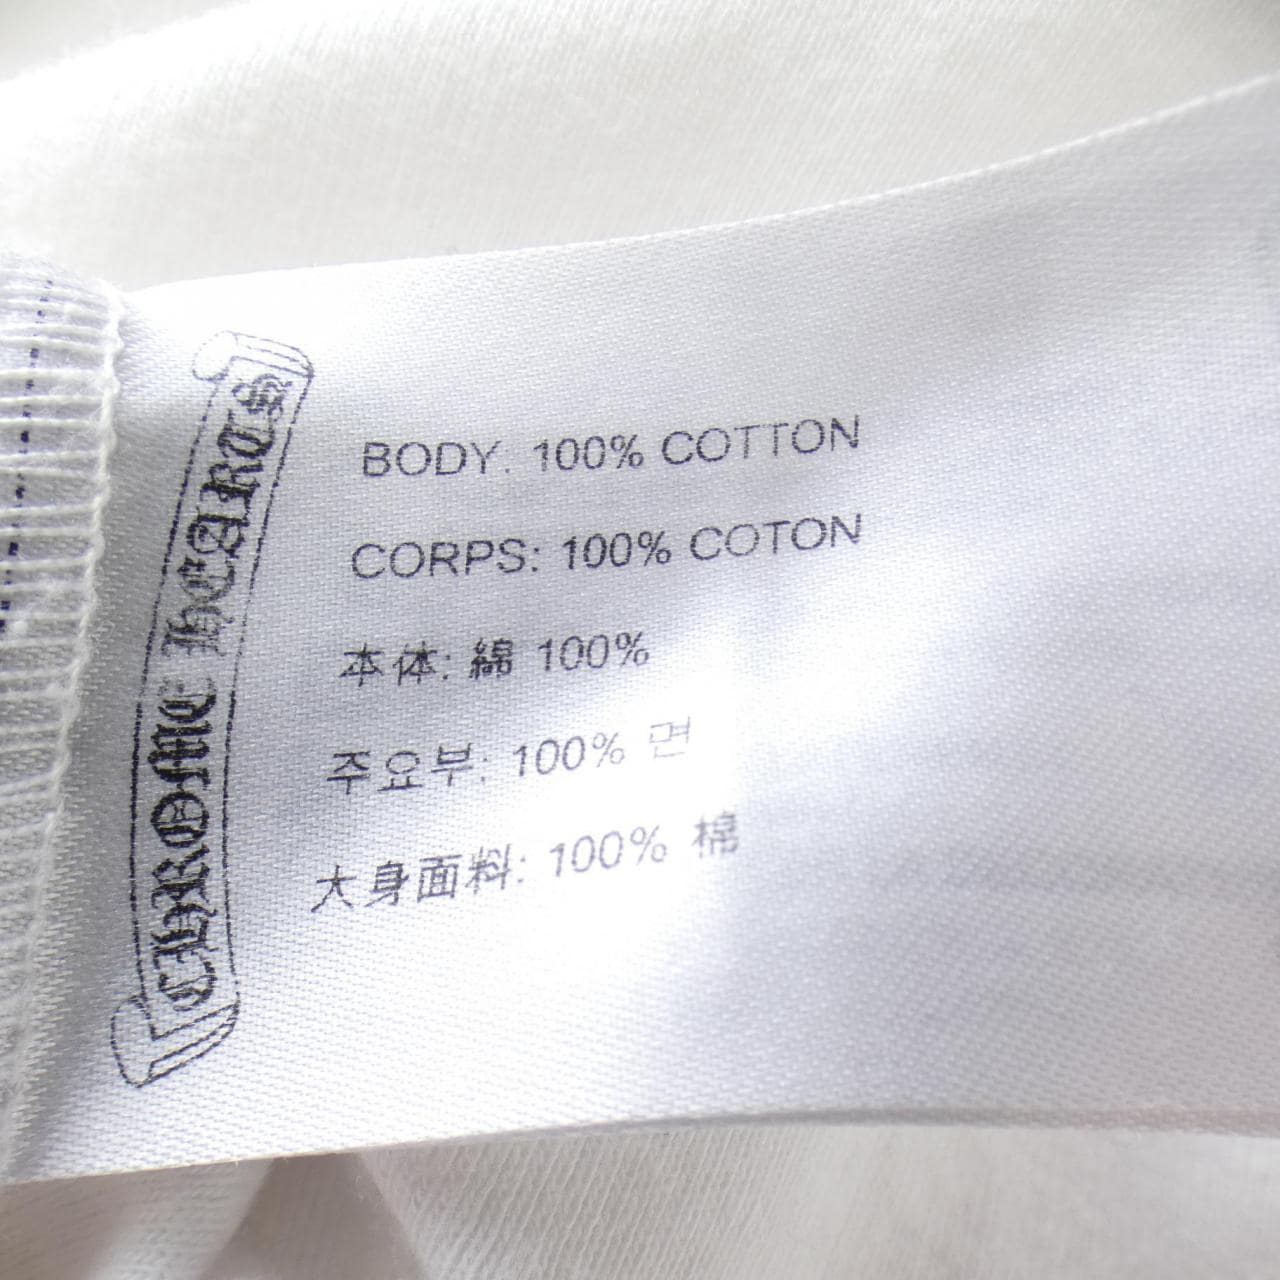 CHROME HEARTS
BODY: 100% COTTON
CORPS: 100% COTON
本体: 綿 100%
주요부: 100% 면
大身面料: 100% 棉